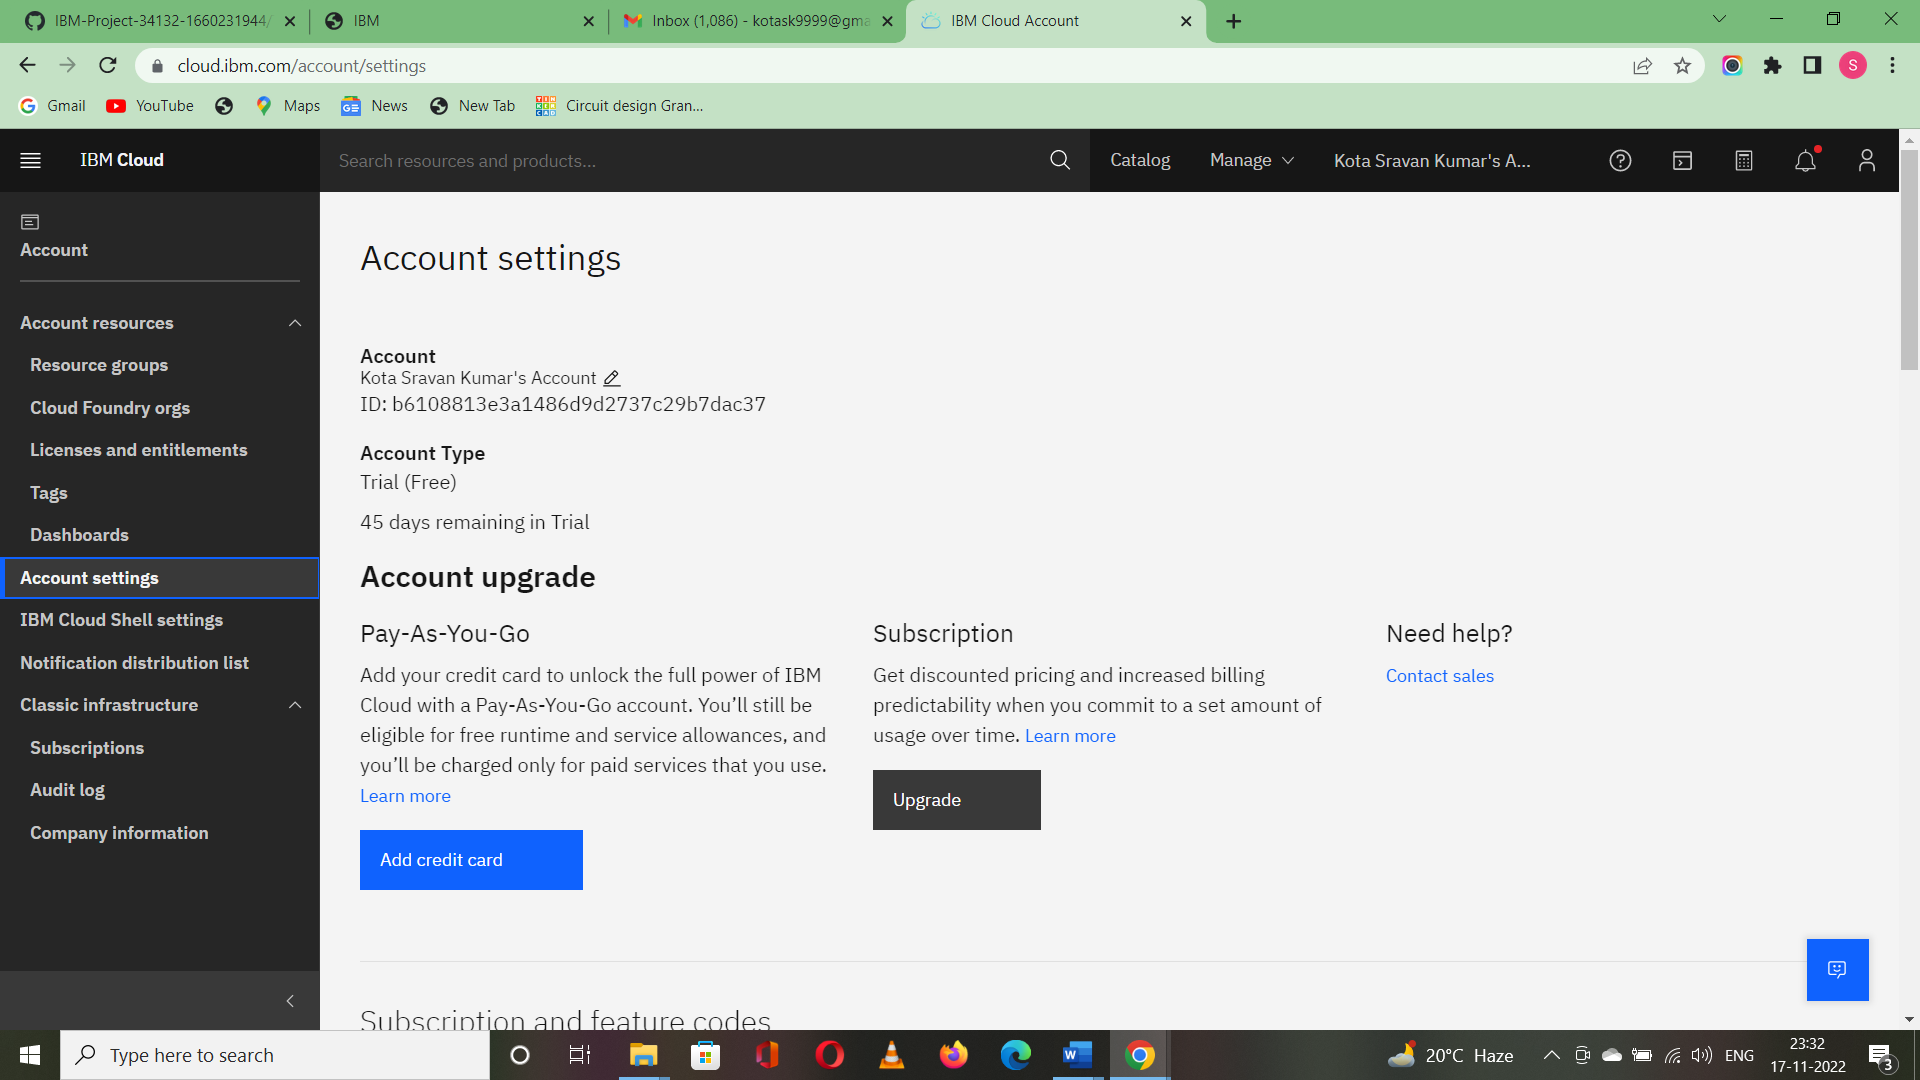 IBM-Project-34132-1660231944/
IBM
Inbox (1,086) - kotask9999@gma
IBM Cloud Account
cloud.ibm.com/account/settings
S
Gmail
YouTube
Maps
News
New Tab
Circuit design Gran...
IBM Cloud
Search resources and products...
Catalog
Manage
Kota Sravan Kumar's A...
Account
Account resources
Resource groups
Cloud Foundry orgs
Licenses and entitlements
Tags
Dashboards
Account settings
IBM Cloud Shell settings
Notification distribution list
Classic infrastructure
Subscriptions
Audit log
Company information
Account settings
Account
Kota Sravan Kumar's Account
ID: b6108813e3a1486d9d2737c29b7dac37
Account Type
Trial (Free)
45 days remaining in Trial
Account upgrade
Pay-As-You-Go
Add your credit card to unlock the full power of IBM
Cloud with a Pay-As-You-Go account. You’ll still be
eligible for free runtime and service allowances, and
you’ll be charged only for paid services that you use.
Learn more
Add credit card
Subscription
Get discounted pricing and increased billing
predictability when you commit to a set amount of
usage over time. Learn more
Upgrade
Need help?
Contact sales
Subscription and feature codes
Type here to search
20°C Haze
ENG
23:32
17-11-2022
3